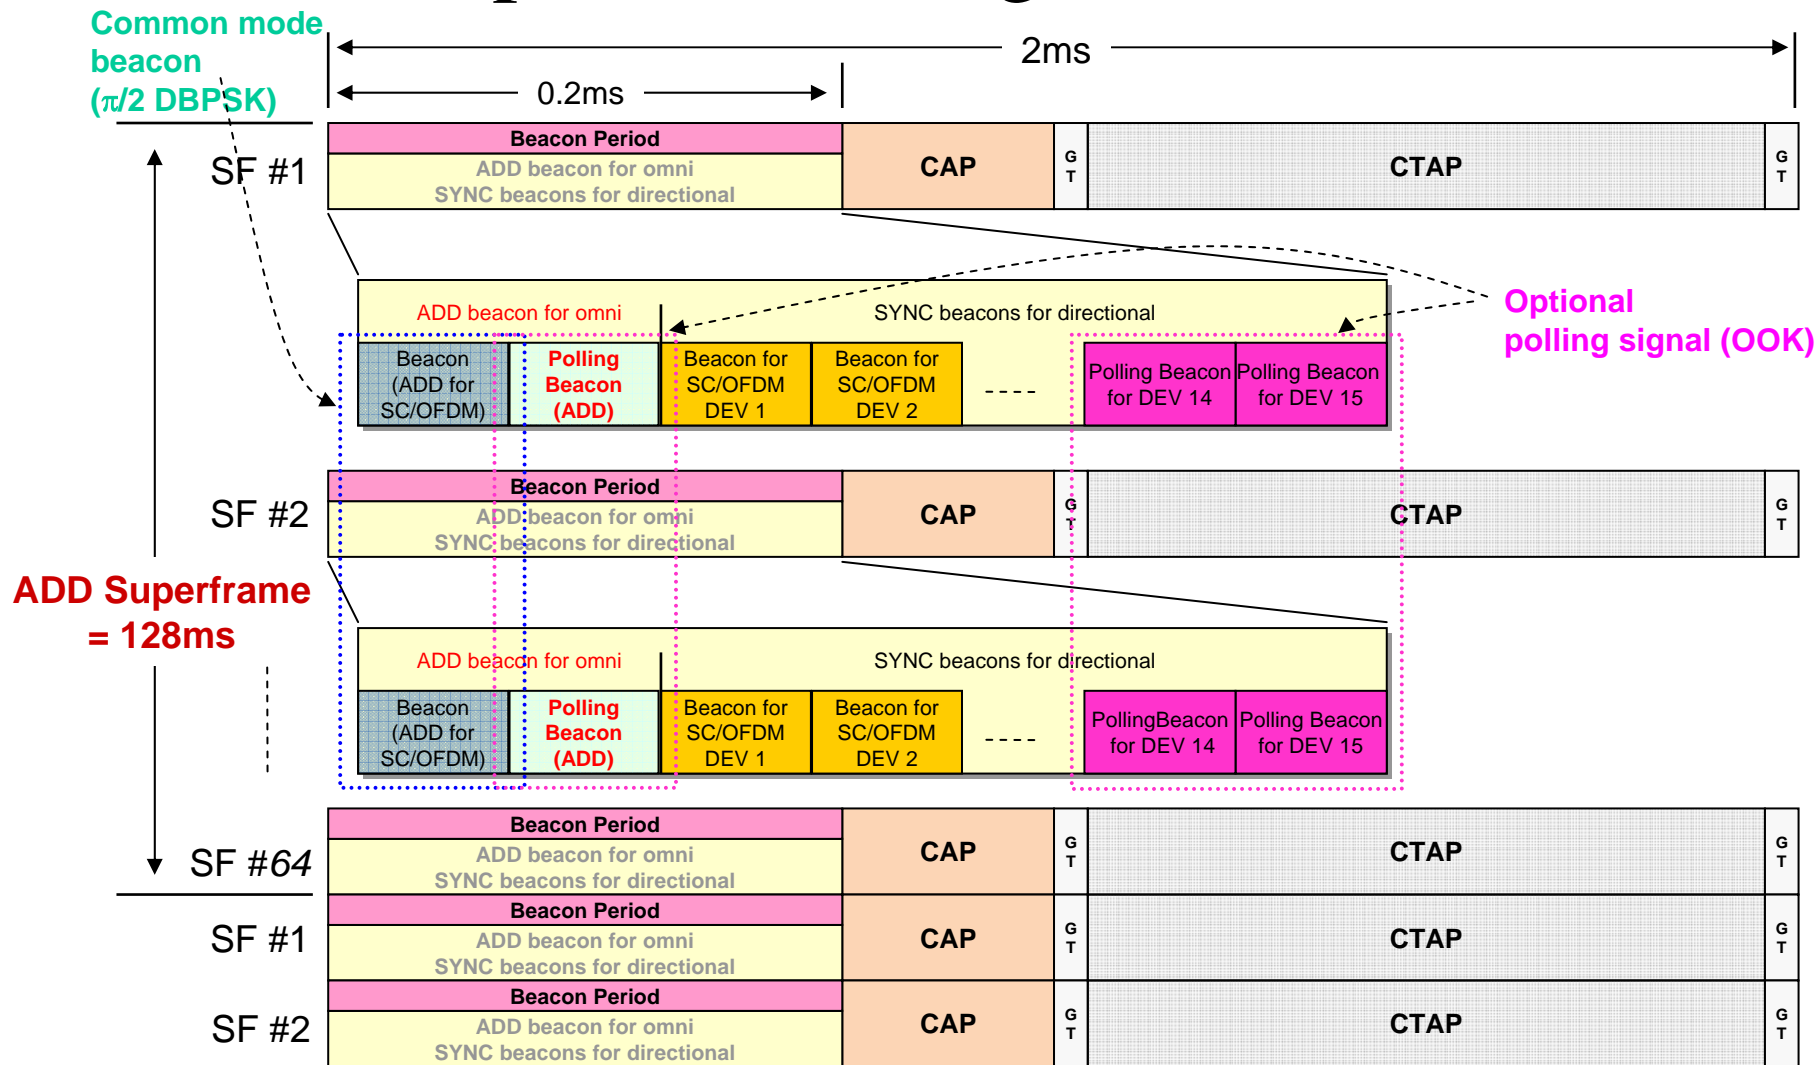 Common mode
beacon
(π/2 DBPSK)
2ms
0.2ms
SF #1
Beacon Period
ADD beacon for omni
SYNC beacons for directional
CAP
G
T
CTAP
G
T
ADD beacon for omni
SYNC beacons for directional
Optional
polling signal (OOK)
Beacon
(ADD for
SC/OFDM)
Polling
Beacon
(ADD)
Beacon for
SC/OFDM
DEV 1
Beacon for
SC/OFDM
DEV 2
Polling Beacon
for DEV 14
Polling Beacon
for DEV 15
SF #2
Beacon Period
ADD beacon for omni
SYNC beacons for directional
CAP
G
T
CTAP
G
T
ADD Superframe
= 128ms
ADD beacon for omni
SYNC beacons for directional
Beacon
(ADD for
SC/OFDM)
Polling
Beacon
(ADD)
Beacon for
SC/OFDM
DEV 1
Beacon for
SC/OFDM
DEV 2
PollingBeacon
for DEV 14
Polling Beacon
for DEV 15
SF #64
Beacon Period
ADD beacon for omni
SYNC beacons for directional
CAP
G
T
CTAP
G
T
SF #1
Beacon Period
ADD beacon for omni
SYNC beacons for directional
CAP
G
T
CTAP
G
T
SF #2
Beacon Period
ADD beacon for omni
SYNC beacons for directional
CAP
G
T
CTAP
G
T